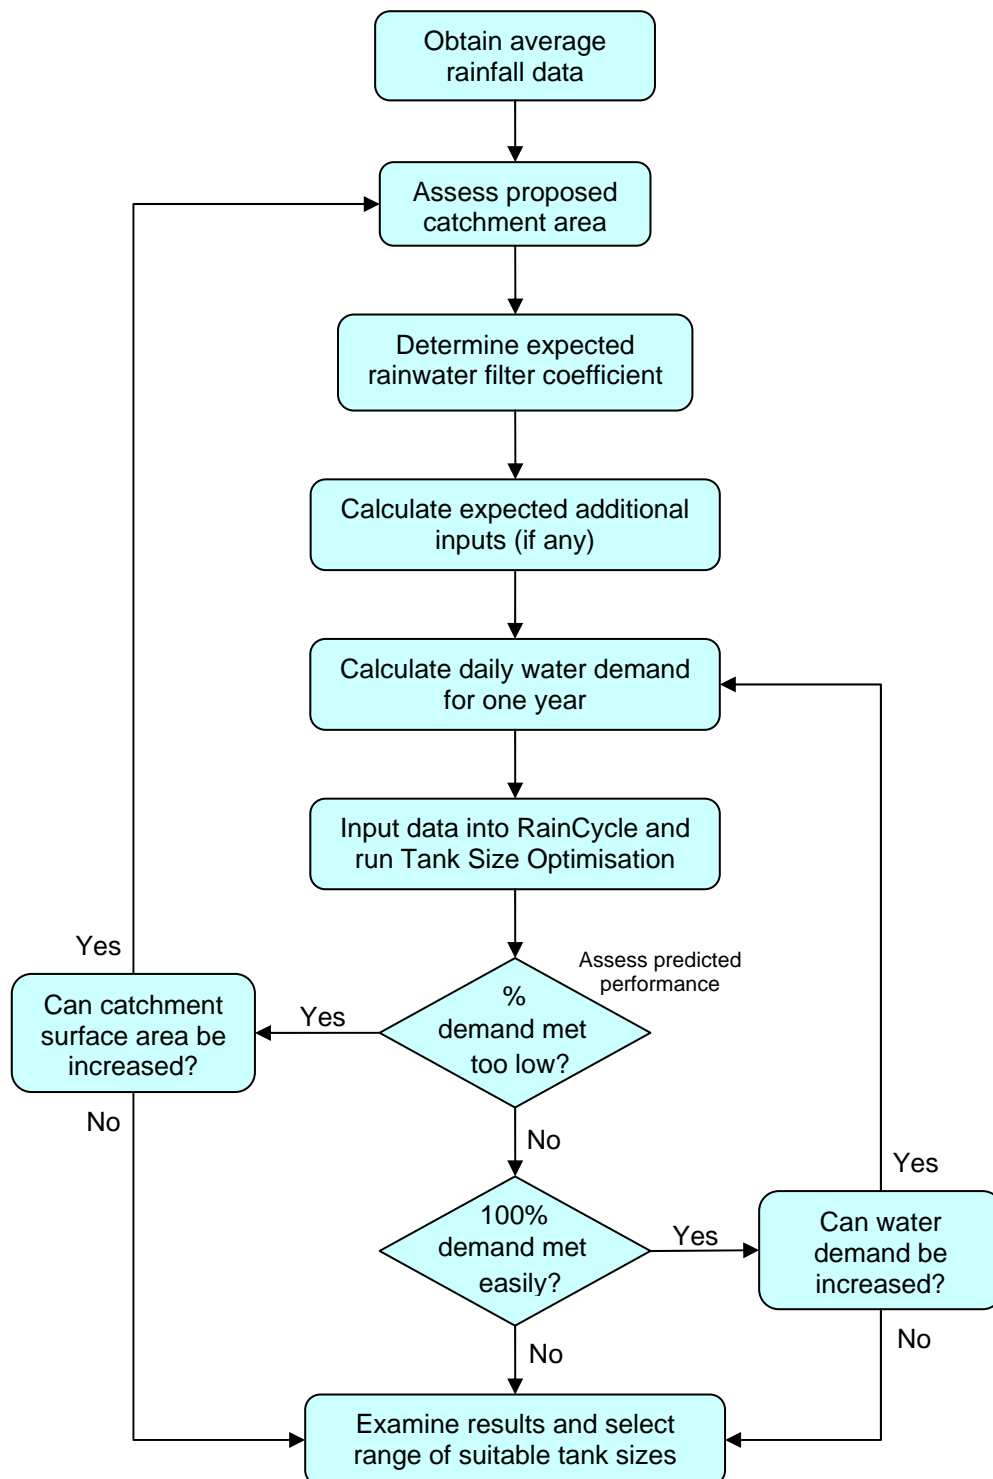 Obtain average
rainfall data
Assess proposed
catchment area
Determine expected
rainwater filter coefficient
Calculate expected additional
inputs (if any)
Calculate daily water demand
for one year
Input data into RainCycle and
run Tank Size Optimisation
Assess predicted
performance
%
demand met
too low?
Yes
Can catchment
surface area be
increased?
Yes
No
No
100%
demand met
easily?
Yes
Can water
demand be
increased?
Yes
No
No
Examine results and select
range of suitable tank sizes